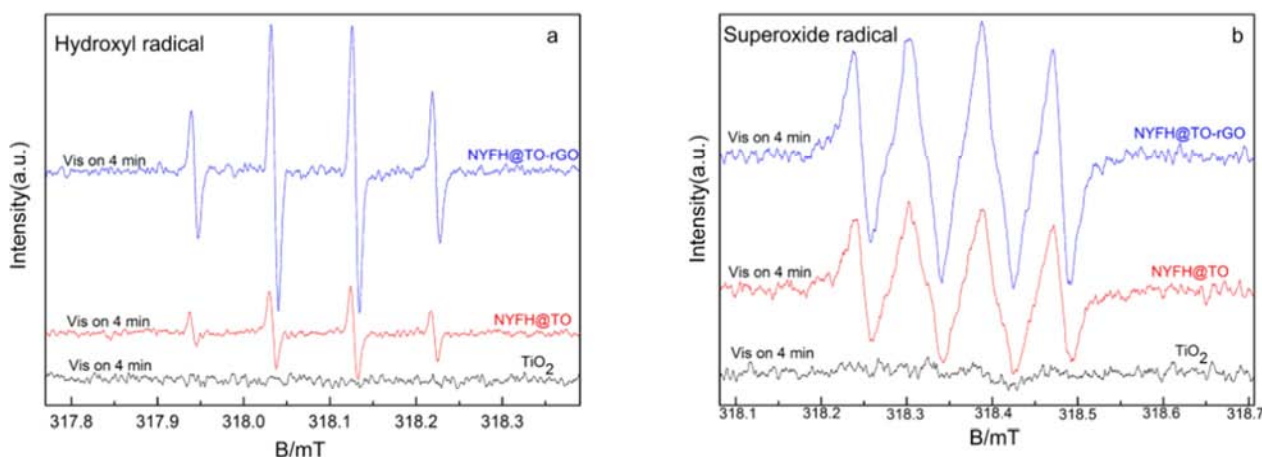 Hydroxyl radical
a
Intensity(a.u.)
Vis on 4 min
NYFH@TO-rGO
Vis on 4 min
NYFH@TO
Vis on 4 min
TiO2
317.8 317.9 318.0 318.1 318.2 318.3
B/mT
Superoxide radical
b
Intensity(a.u.)
Vis on 4 min
NYFH@TO-rGO
Vis on 4 min
NYFH@TO
Vis on 4 min
TiO2
318.1 318.2 318.3 318.4 318.5 318.6 318.7
B/mT